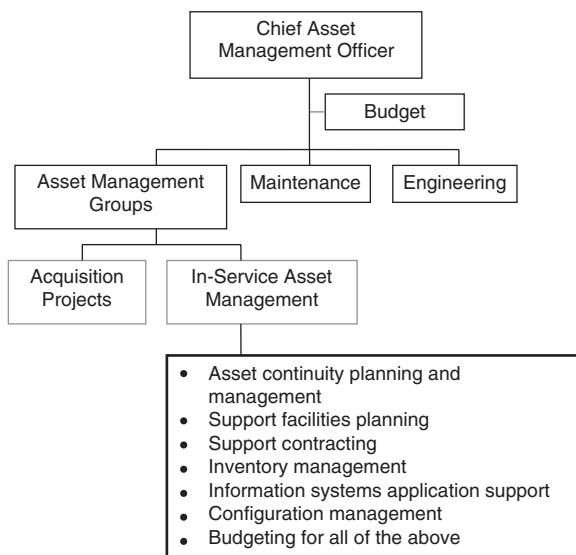 Chief Asset
Management Officer
Budget
Asset Management
Groups
Maintenance
Engineering
Acquisition
Projects
In-Service Asset
Management
• Asset continuity planning and
management
• Support facilities planning
• Support contracting
• Inventory management
• Information systems application support
• Configuration management
• Budgeting for all of the above